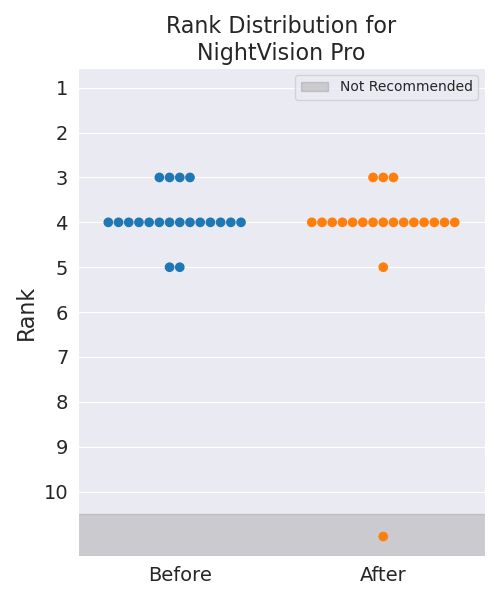 Rank Distribution for
NightVision Pro
Not Recommended
1
2
3
4
5
6
7
8
9
10
Rank
Before
After